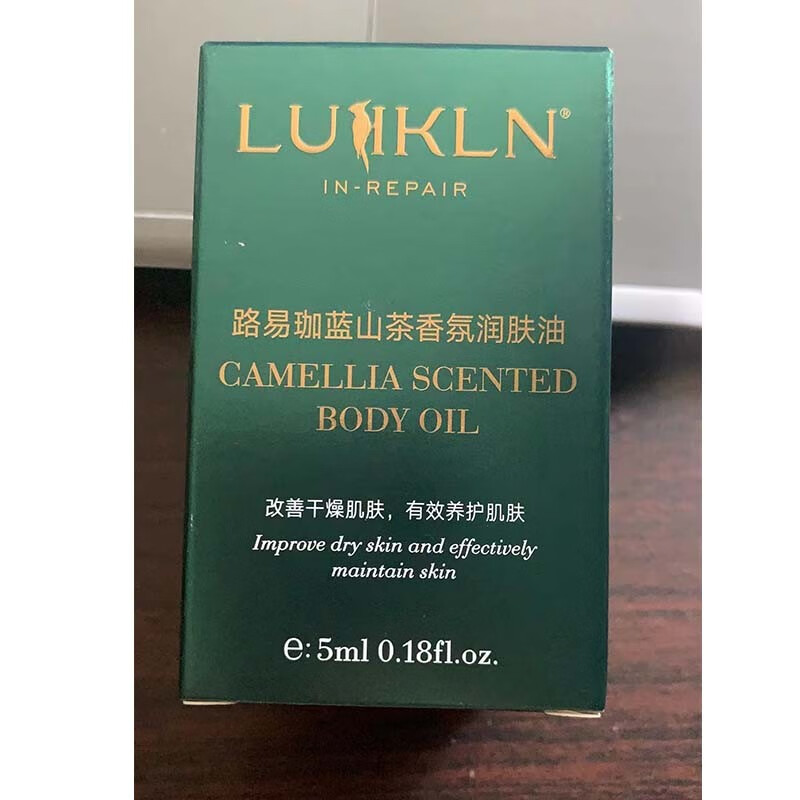 LUIKLN®
IN-REPAIR
路易珈蓝山茶香氛润肤油
CAMELLIA SCENTED
BODY OIL
改善干燥肌肤，有效养护肌肤
Improve dry skin and effectively
maintain skin
e: 5ml 0.18fl.oz.